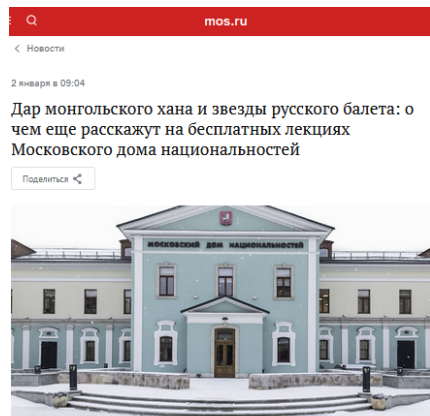 mos.ru
Новости
2 января в 09:04
Дар монгольского хана и звезды русского балета: о
чем еще расскажут на бесплатных лекциях
Московского дома национальностей
Поделиться
МОСКОВСКИЙ ДОМ НАЦИОНАЛЬНОСТЕЙ